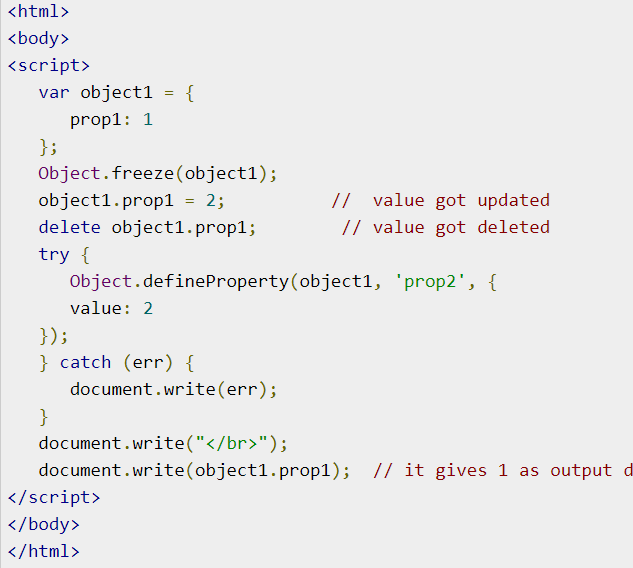 <html>
<body>
<script>
   var object1 = {
      prop1: 1
   };
   Object.freeze(object1);
   object1.prop1 = 2;          //  value got updated
   delete object1.prop1;        // value got deleted
   try {
      Object.defineProperty(object1, 'prop2', {
      value: 2
   });
   } catch (err) {
      document.write(err);
   }
   document.write("</br>");
   document.write(object1.prop1);  // it gives 1 as output d
</script>
</body>
</html>